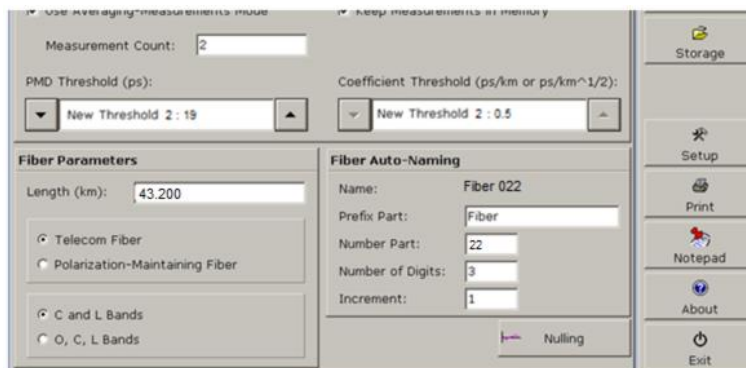 Use Averaging-Measurements Mode
Keep Measurements in Memory
Measurement Count: 2
PMD Threshold (ps):
New Threshold 2 : 19
Coefficient Threshold (ps/km or ps/km^1/2):
New Threshold 2 : 0.5
Fiber Parameters
Length (km): 43.200
Telecom Fiber
Polarization-Maintaining Fiber
C and L Bands
O, C, L Bands
Fiber Auto-Naming
Name: Fiber 022
Prefix Part: Fiber
Number Part: 22
Number of Digits: 3
Increment: 1
Nulling
Storage
Setup
Print
Notepad
About
Exit